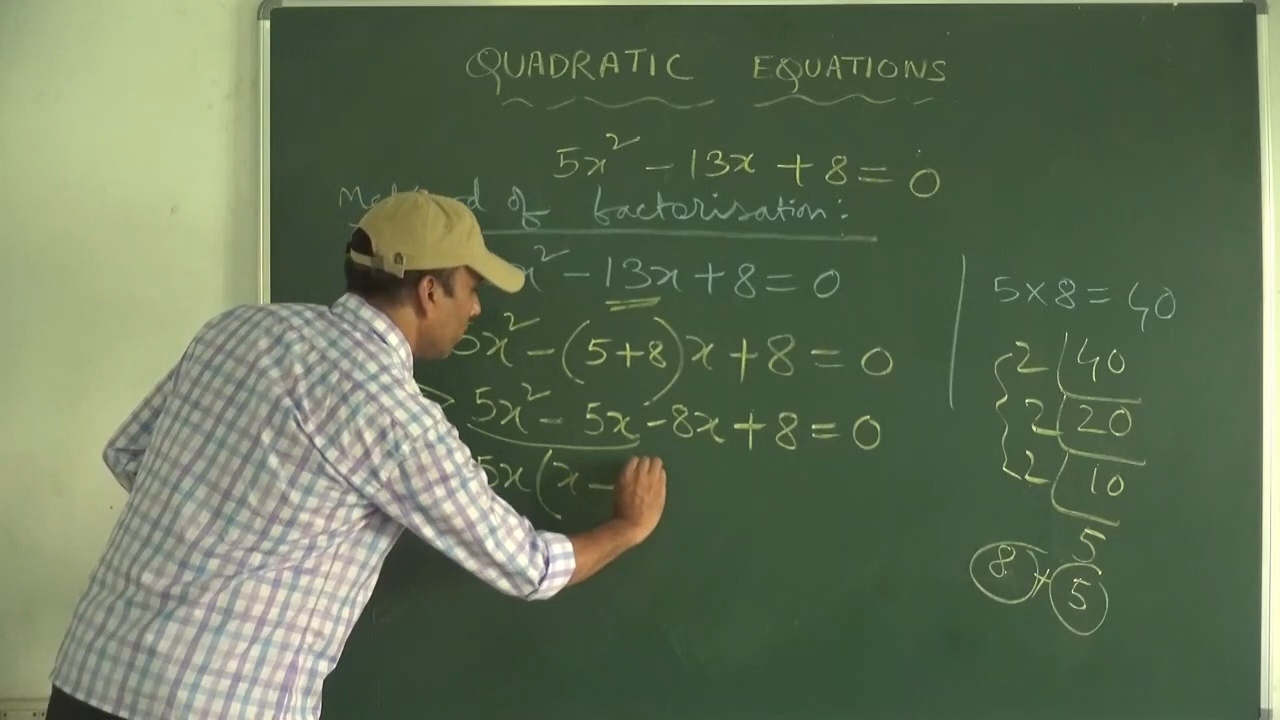 QUADRATIC EQUATIONS
5x² - 13x + 8 = 0
of factorisation:
x² - 13x + 8 = 0
5x² - (5+8)x + 8 = 0
5x² - 5x - 8x + 8 = 0
5x(x -
5 × 8 = 40
2 40
2 20
2 10
5
8 + 5